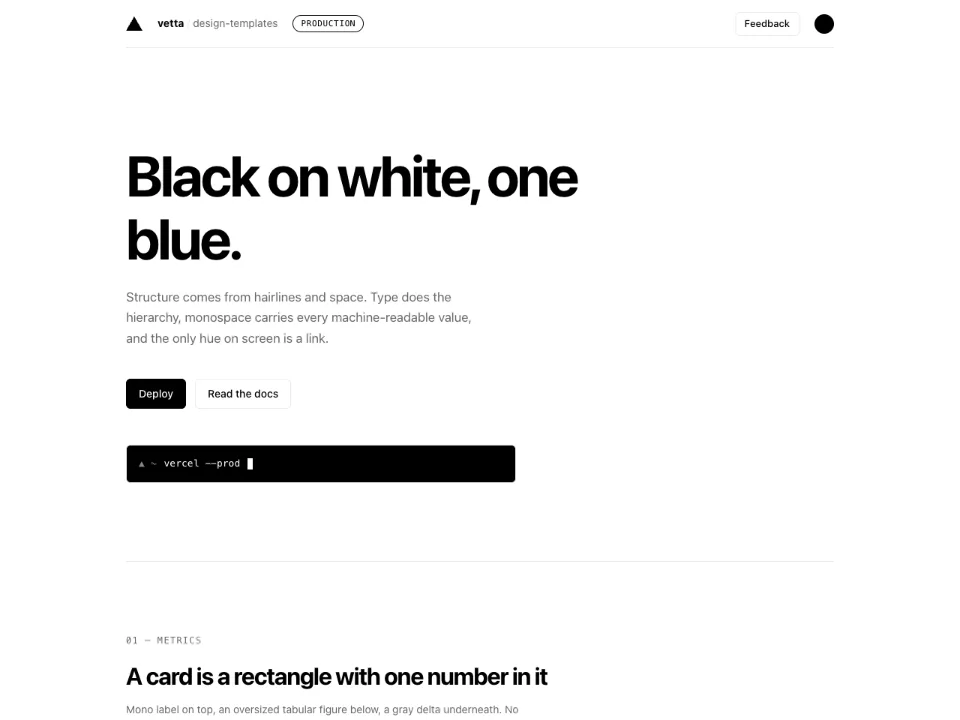 vetta design-templates PRODUCTION Feedback
Black on white, one
blue.
Structure comes from hairlines and space. Type does the
hierarchy, monospace carries every machine-readable value,
and the only hue on screen is a link.
Deploy Read the docs
▲ ~ vercel --prod
01 — METRICS
A card is a rectangle with one number in it
Mono label on top, an oversized tabular figure below, a gray delta underneath. No